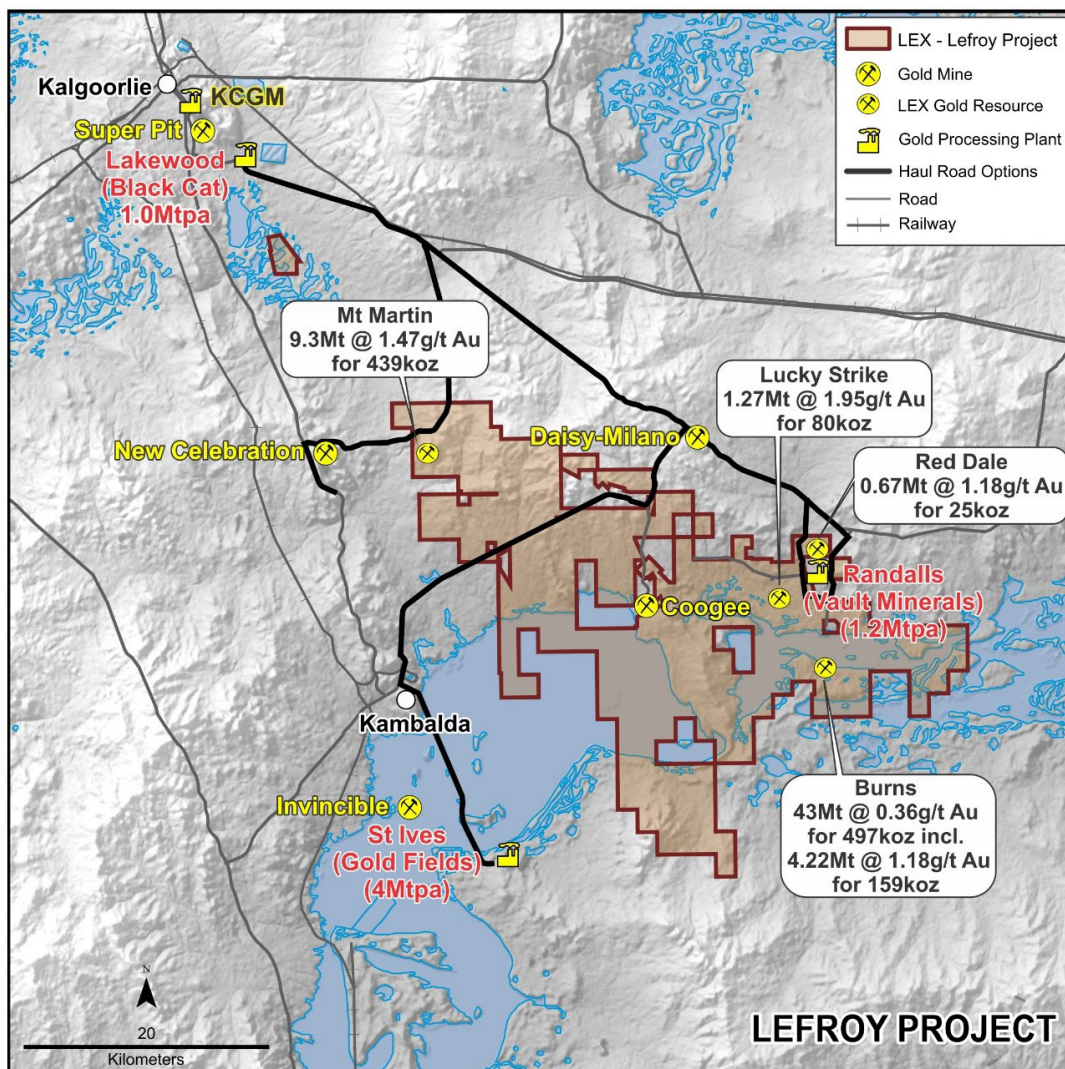 LEX - Lefroy Project
Gold Mine
LEX Gold Resource
Gold Processing Plant
Haul Road Options
Road
Railway
Kalgoorlie
KCGM
Super Pit
Lakewood
(Black Cat)
1.0Mtpa
Mt Martin
9.3Mt @ 1.47g/t Au
for 439koz
Lucky Strike
1.27Mt @ 1.95g/t Au
for 80koz
New Celebration
Daisy-Milano
Red Dale
0.67Mt @ 1.18g/t Au
for 25koz
Coogee
Randalls
(Vault Minerals)
(1.2Mtpa)
Kambalda
Invincible
St Ives
(Gold Fields)
(4Mtpa)
Burns
43Mt @ 0.36g/t Au
for 497koz incl.
4.22Mt @ 1.18g/t Au
for 159koz
N
20
Kilometers
LEFROY PROJECT